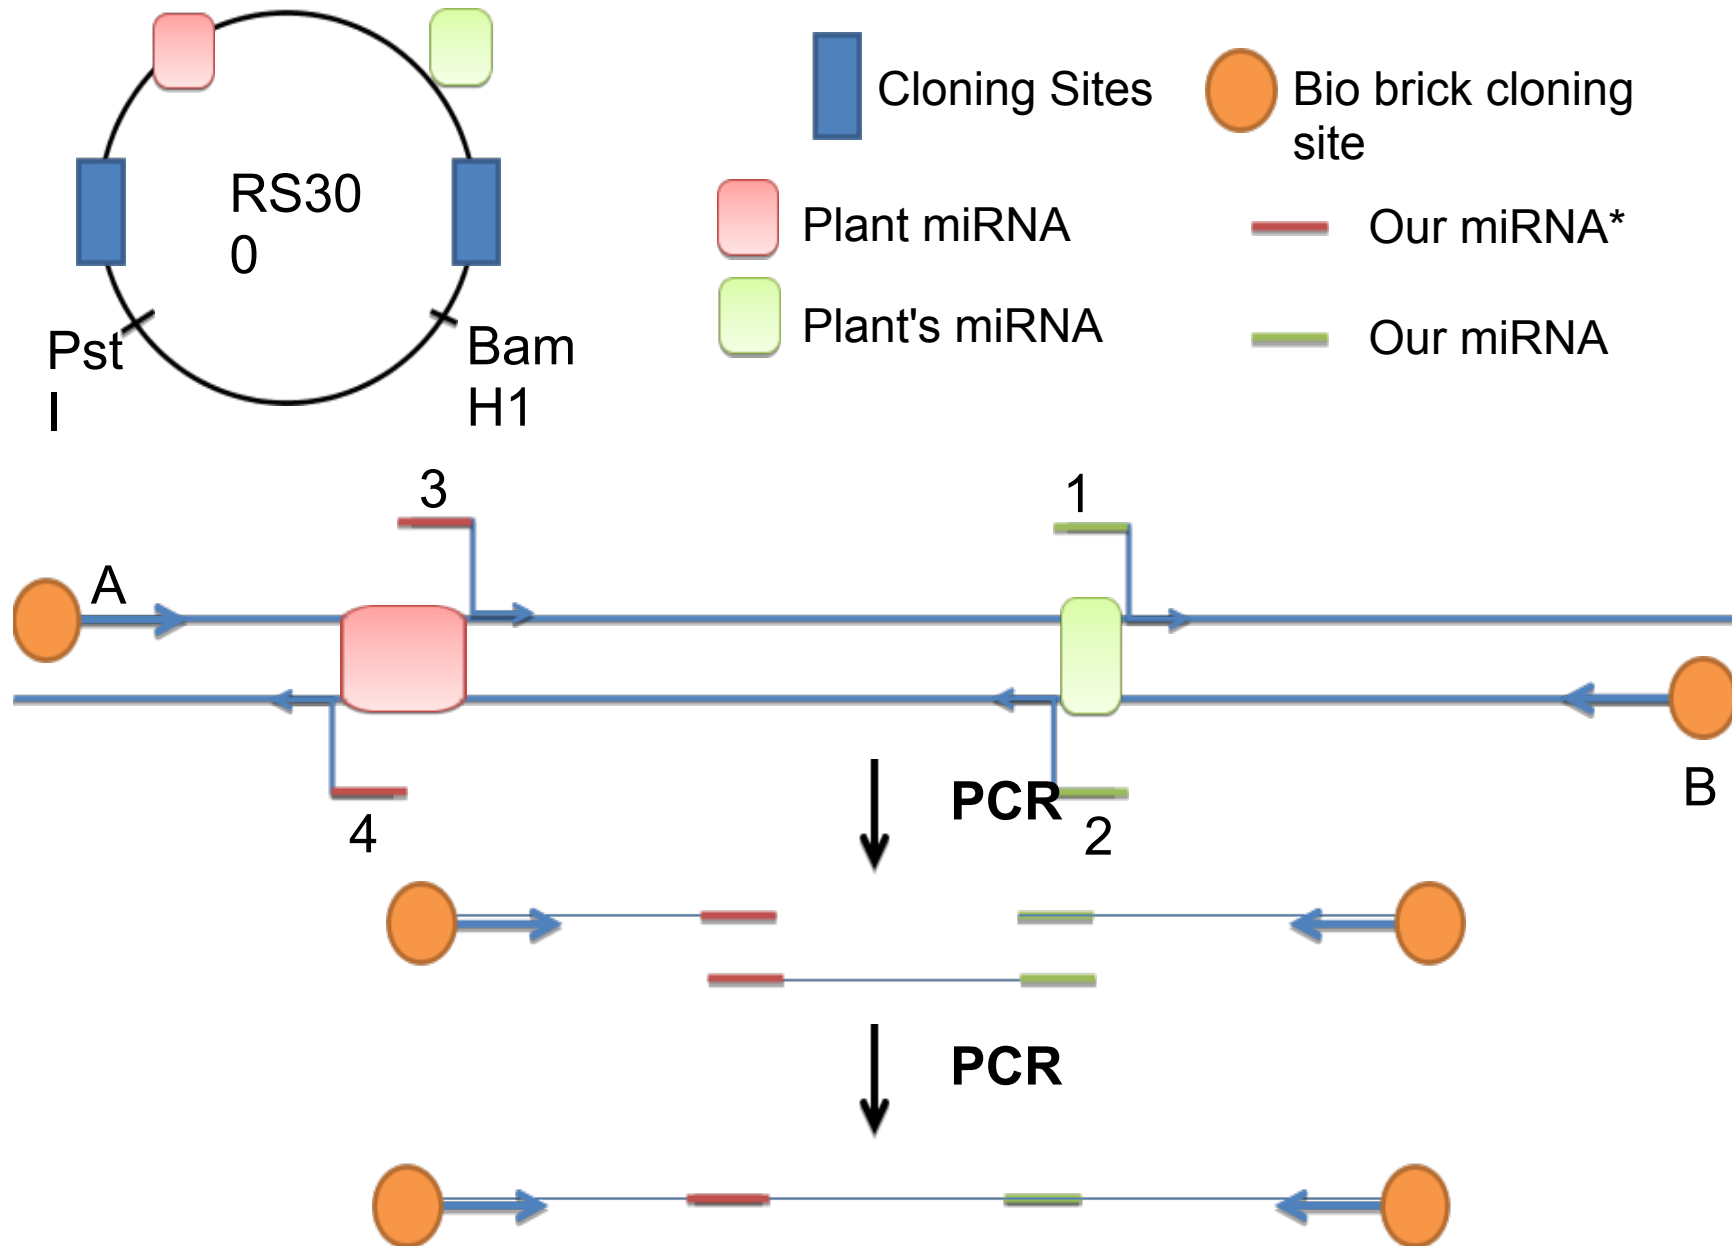 RS30
0
Pst
I
Bam
H1
Cloning Sites
Bio brick cloning
site
Plant miRNA
Our miRNA*
Plant's miRNA
Our miRNA
3
1
A
4
PCR
2
B
PCR